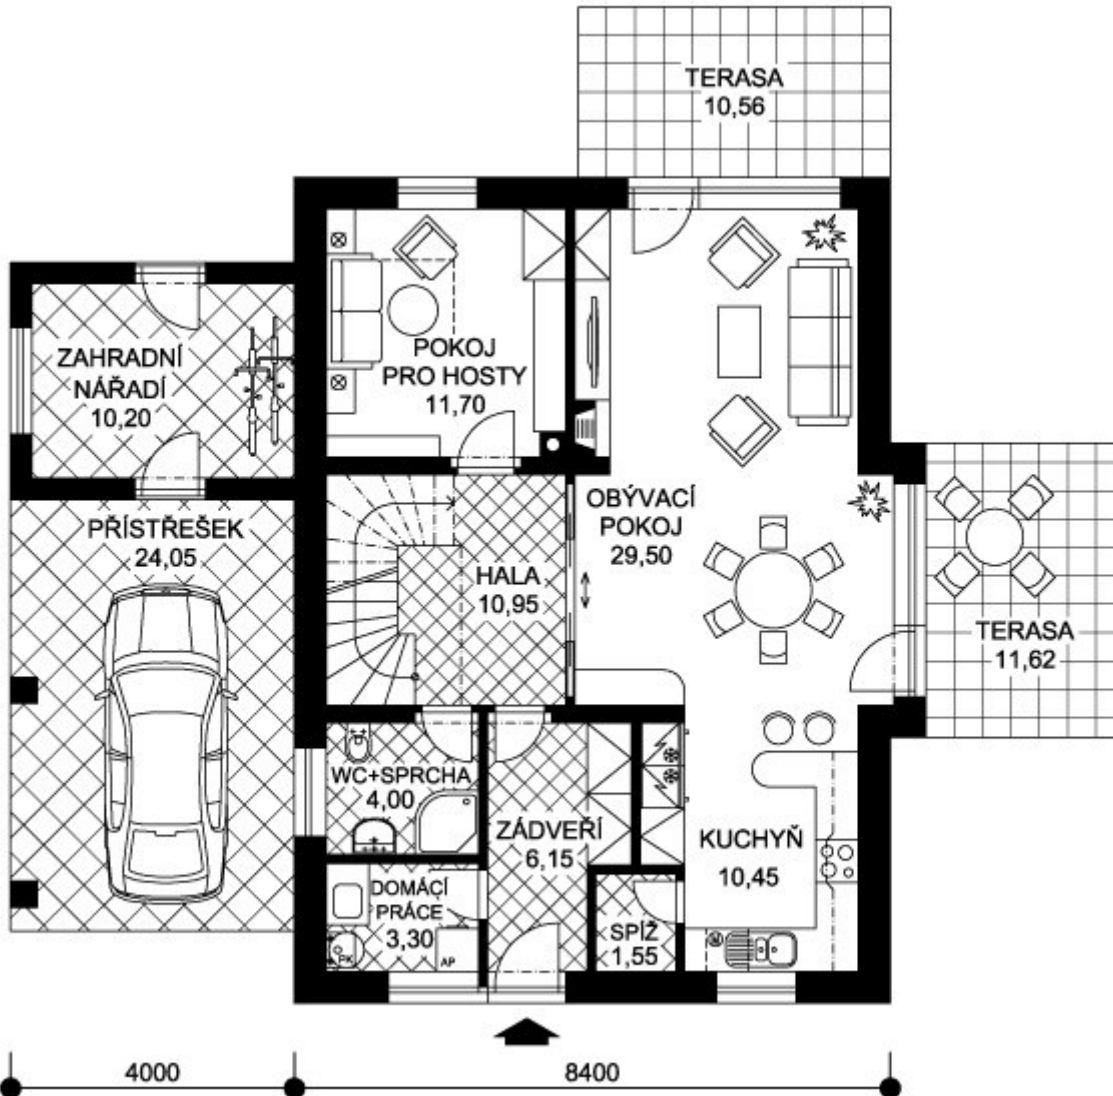 TERASA
10,56
ZAHRADNÍ
NÁŘADÍ
10,20
POKOJ
PRO HOSTY
11,70
PŘÍSTŘEŠEK
24,05
HALA
10,95
OBÝVACÍ
POKOJ
29,50
TERASA
11,62
WC+SPRCHA
4,00
ZÁDVEŘÍ
6,15
KUCHYŇ
10,45
DOMÁCÍ
PRÁCE
3,30
PK
AP
SPÍŽ
1,55
M
4000
8400